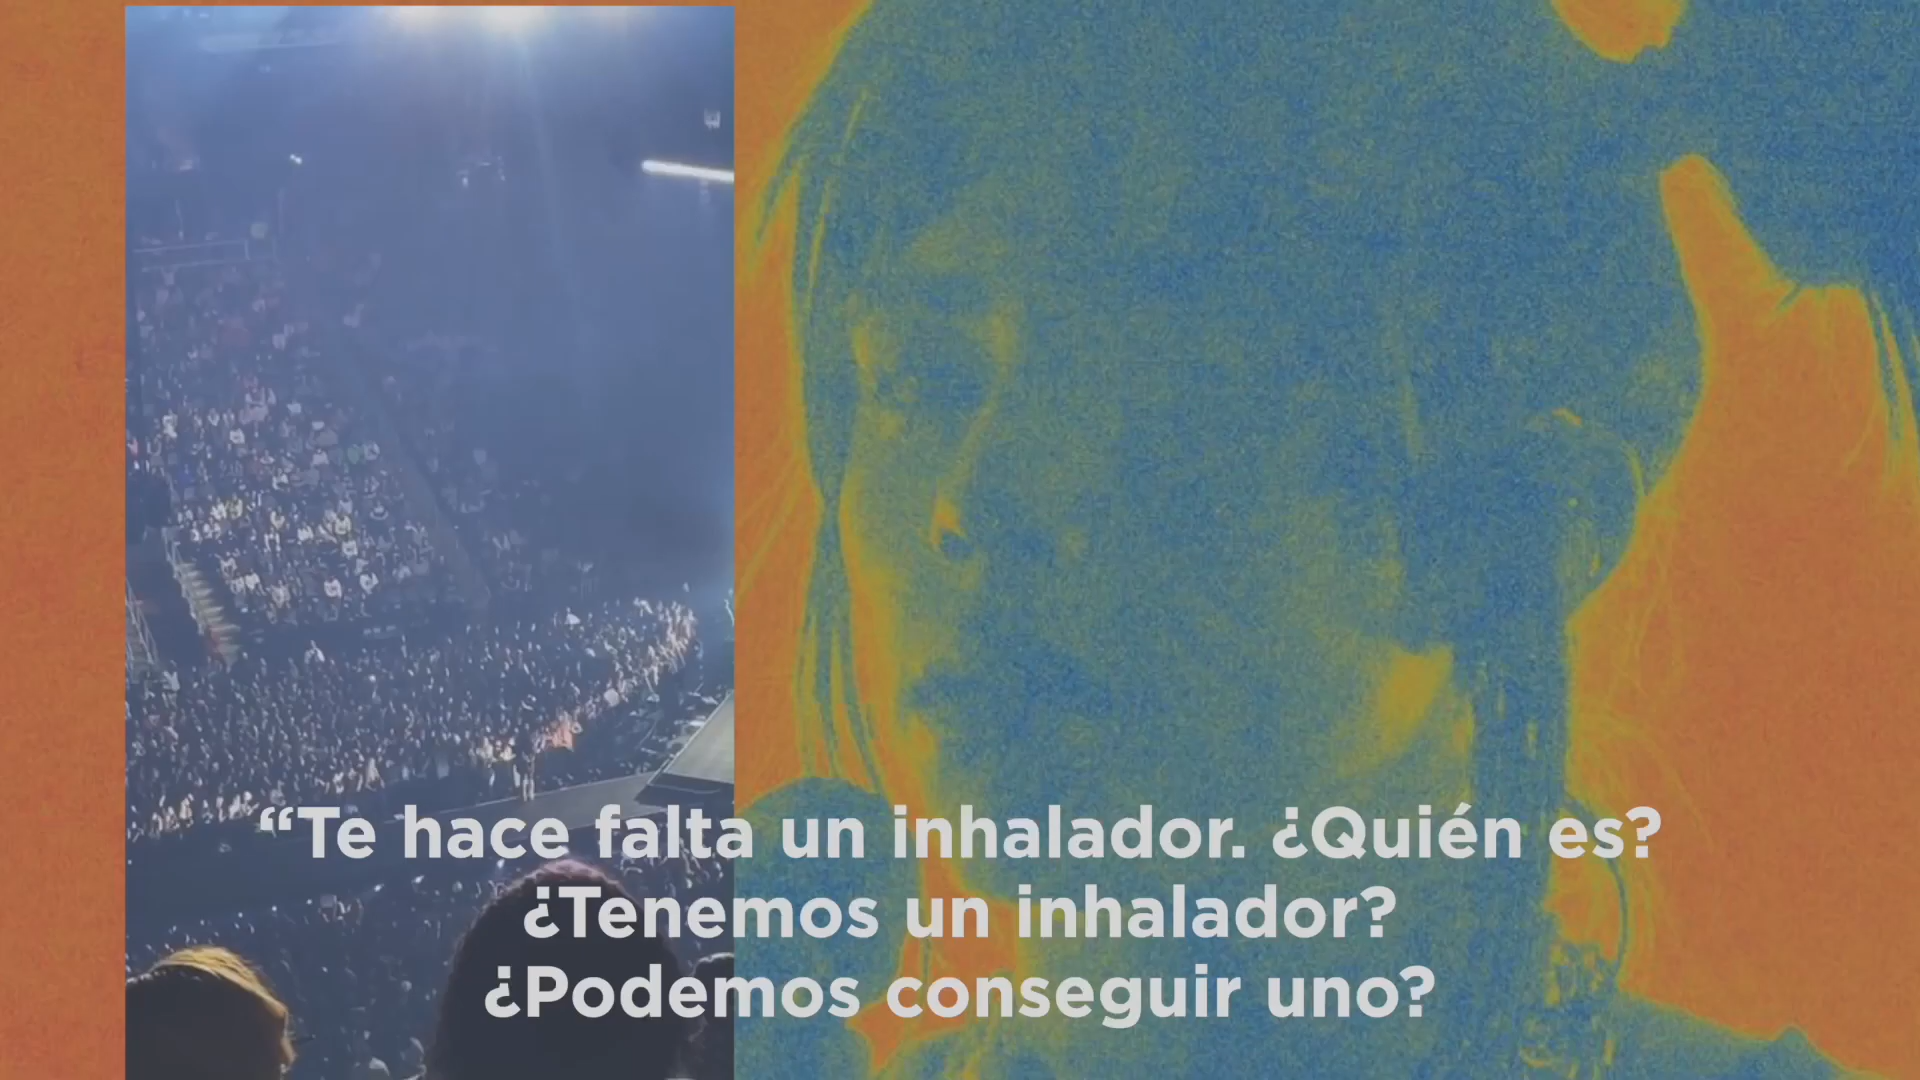 “Te hace falta un inhalador. ¿Quién es?
¿Tenemos un inhalador?
¿Podemos conseguir uno?